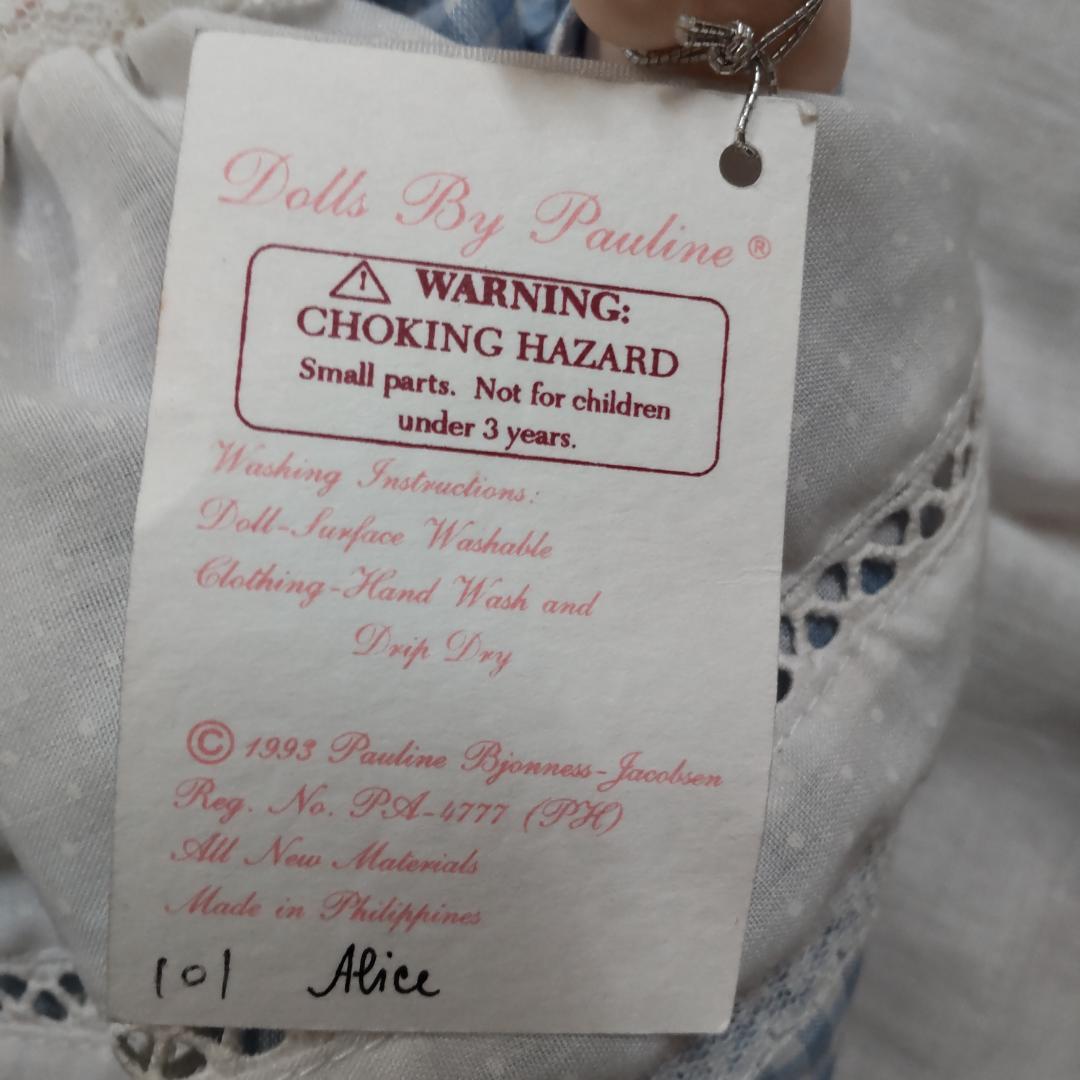 Dolls By Pauline®
WARNING:
CHOKING HAZARD
Small parts. Not for children
under 3 years.
Washing Instructions:
Doll-Surface Washable
Clothing-Hand Wash and
Drip Dry
© 1993 Pauline Bjonness-Jacobsen
Reg. No. PA-4777 (PH)
All New Materials
Made in Philippines
101 Alice